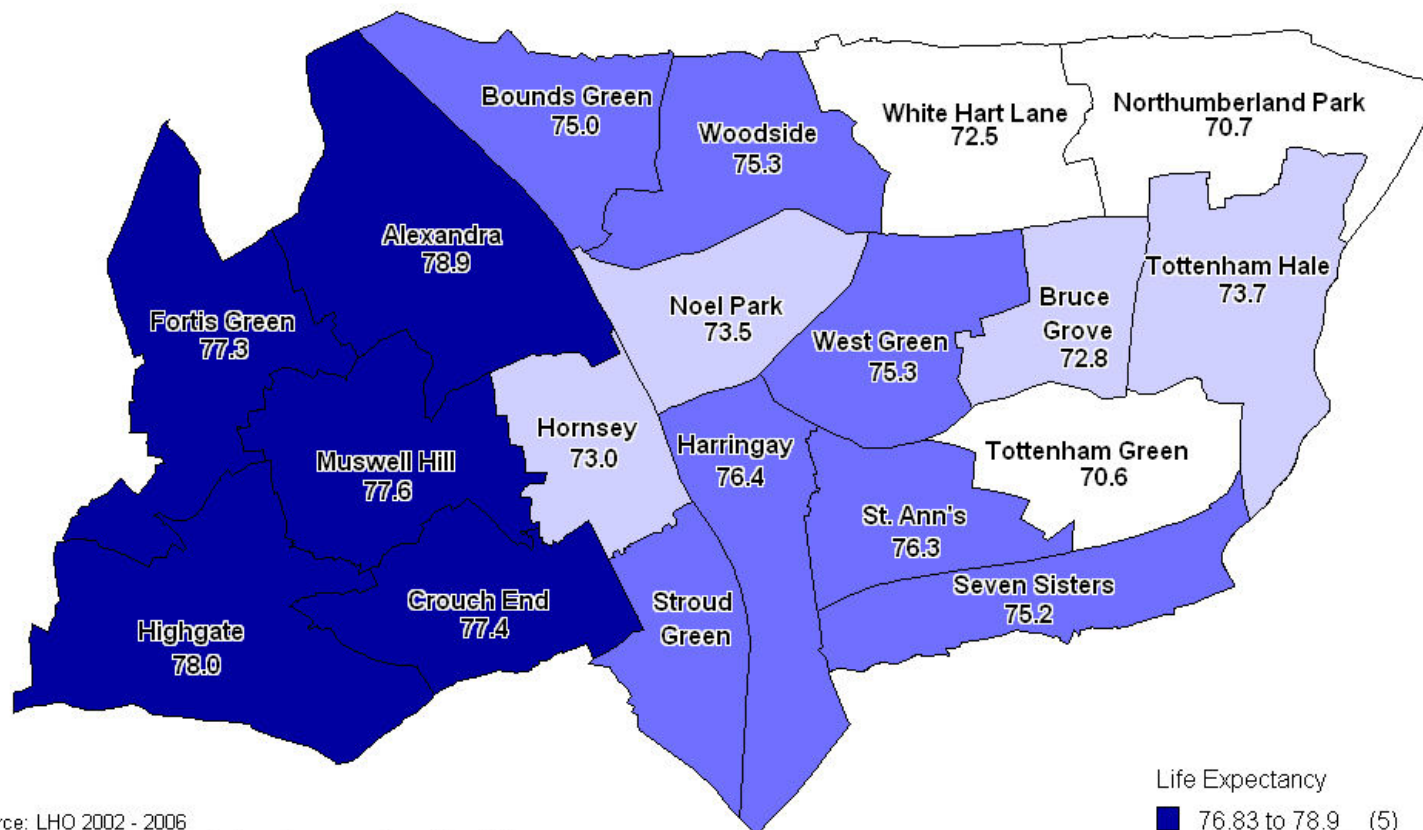 Bounds Green
75.0
Woodside
75.3
White Hart Lane
72.5
Northumberland Park
70.7
Alexandra
78.9
Fortis Green
77.3
Noel Park
73.5
West Green
75.3
Bruce
Grove
72.8
Tottenham Hale
73.7
Muswell Hill
77.6
Hornsey
73.0
Harringay
76.4
Tottenham Green
70.6
St. Ann's
76.3
Seven Sisters
75.2
Highgate
78.0
Crouch End
77.4
Stroud
Green
rce: LHO 2002 - 2006
Life Expectancy
76.83 to 78.9 (5)